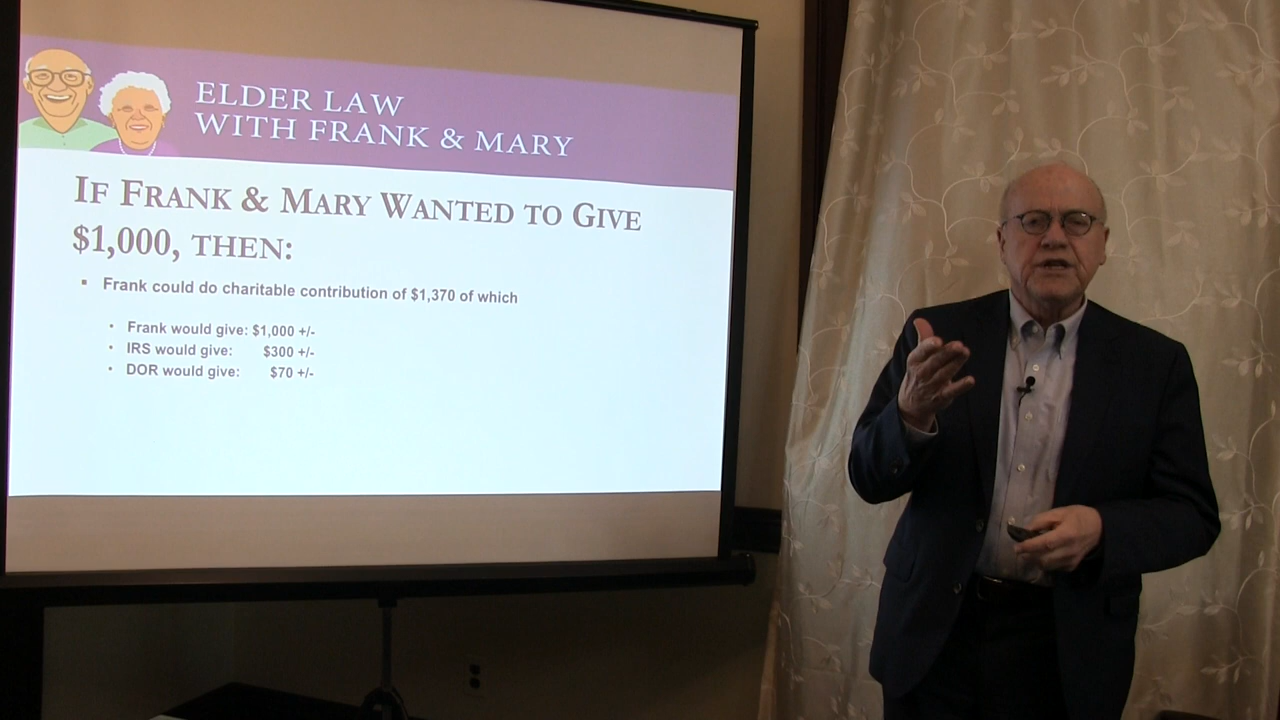 ELDER LAW
WITH FRANK & MARY
IF FRANK & MARY WANTED TO GIVE
$1,000, THEN:
▪ Frank could do charitable contribution of $1,370 of which
• Frank would give: $1,000 +/-
• IRS would give: $300 +/-
• DOR would give: $70 +/-